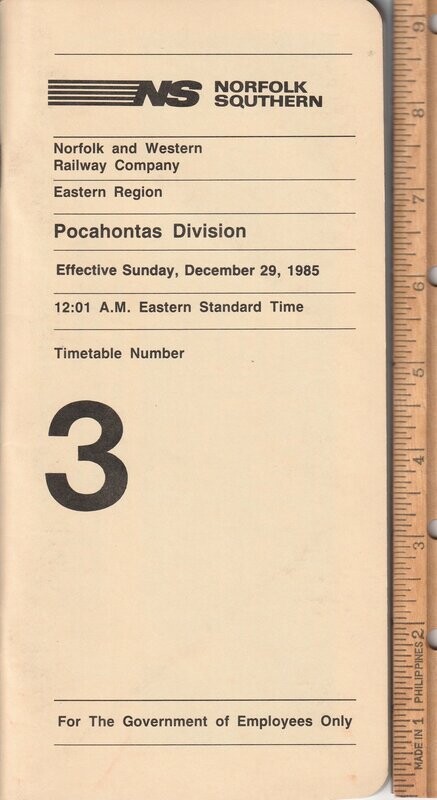 NS NORFOLK
SOUTHERN
Norfolk and Western
Railway Company
Eastern Region
Pocahontas Division
Effective Sunday, December 29, 1985
12:01 A.M. Eastern Standard Time
Timetable Number
3
For The Government of Employees Only
9
8
7
6
5
4
3
2
1
MADE IN PHILIPPINES